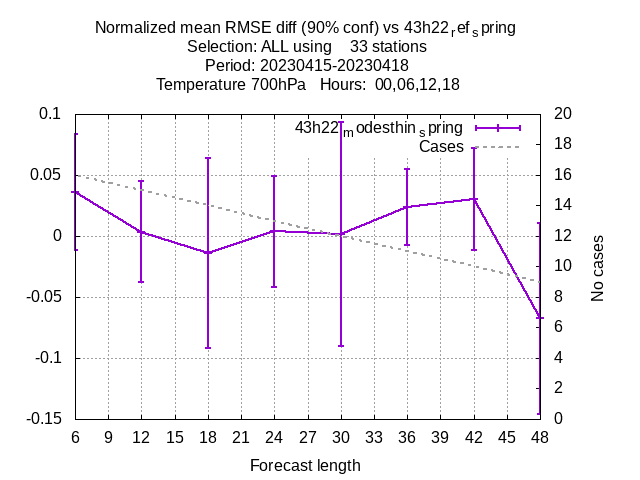 Normalized mean RMSE diff (90% conf) vs 43h22refspring
Selection: ALL using 33 stations
Period: 20230415-20230418
Temperature 700hPa Hours: 00,06,12,18
43h22modesthinspring
Cases
0.1
0.05
0
-0.05
-0.1
-0.15
20
18
16
14
12
10
8
6
4
2
0
No cases
6 9 12 15 18 21 24 27 30 33 36 39 42 45 48
Forecast length